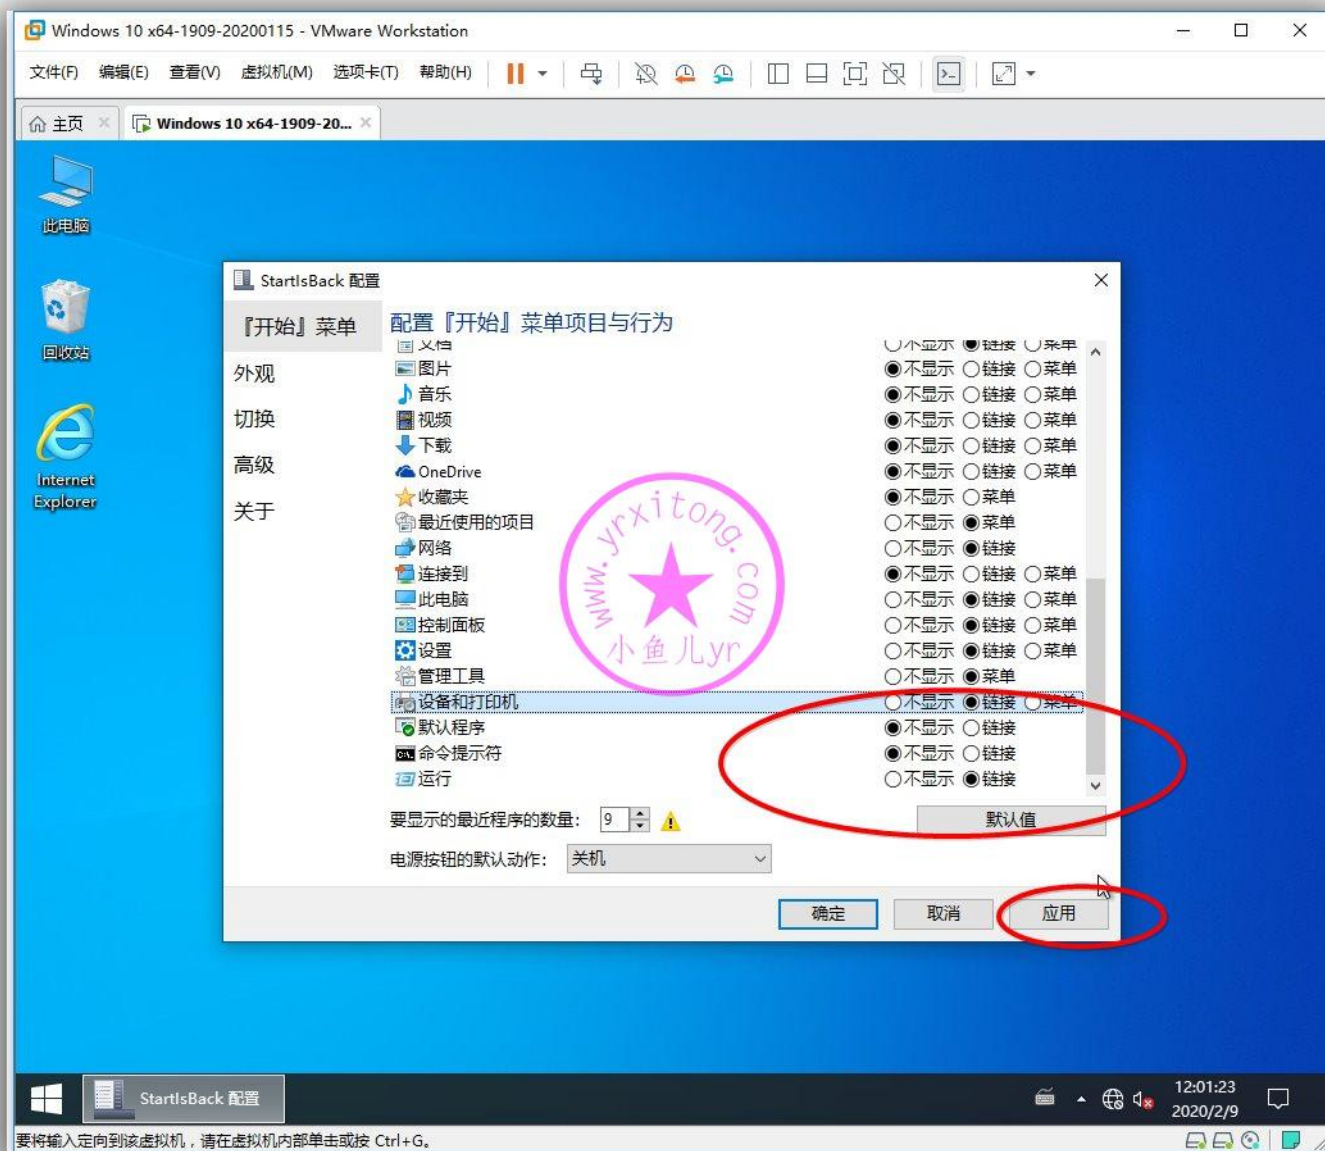 Windows 10 x64-1909-20200115 - VMware Workstation
文件(F) 编辑(E) 查看(V) 虚拟机(M) 选项卡(T) 帮助(H)
主页 Windows 10 x64-1909-20...
此电脑
回收站
Internet
Explorer
StartIsBack 配置
『开始』菜单
外观
切换
高级
关于
配置『开始』菜单项目与行为
文档 不显示 链接 菜单
图片 不显示 链接 菜单
音乐 不显示 链接 菜单
视频 不显示 链接 菜单
下载 不显示 链接 菜单
OneDrive 不显示 链接 菜单
收藏夹 不显示 菜单
最近使用的项目 不显示 菜单
网络 不显示 链接
连接到 不显示 链接 菜单
此电脑 不显示 链接 菜单
控制面板 不显示 链接 菜单
设置 不显示 链接 菜单
管理工具 不显示 菜单
设备和打印机 不显示 链接 菜单
默认程序 不显示 链接
命令提示符 不显示 链接
运行 不显示 链接
www.yrxitong.com
小鱼儿yr
要显示的最近程序的数量: 9 默认值
电源按钮的默认动作: 关机
确定 取消 应用
StartIsBack 配置
12:01:23
2020/2/9
要将输入定向到该虚拟机，请在虚拟机内部单击或按 Ctrl+G。